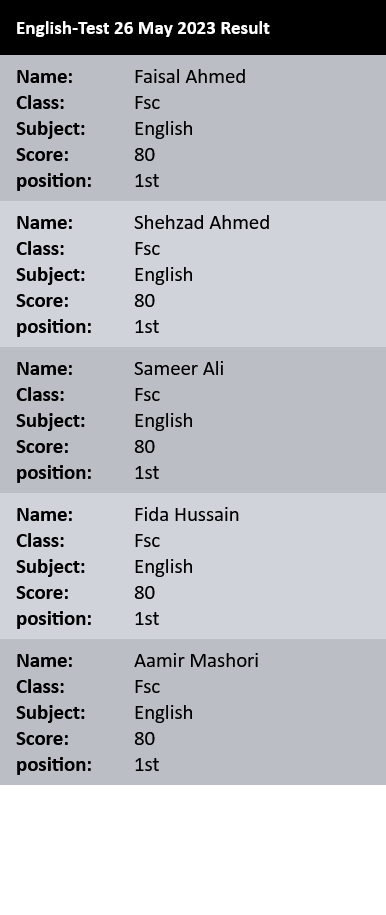 English-Test 26 May 2023 Result
Name: Faisal Ahmed
Class: Fsc
Subject: English
Score: 80
position: 1st
Name: Shehzad Ahmed
Class: Fsc
Subject: English
Score: 80
position: 1st
Name: Sameer Ali
Class: Fsc
Subject: English
Score: 80
position: 1st
Name: Fida Hussain
Class: Fsc
Subject: English
Score: 80
position: 1st
Name: Aamir Mashori
Class: Fsc
Subject: English
Score: 80
position: 1st